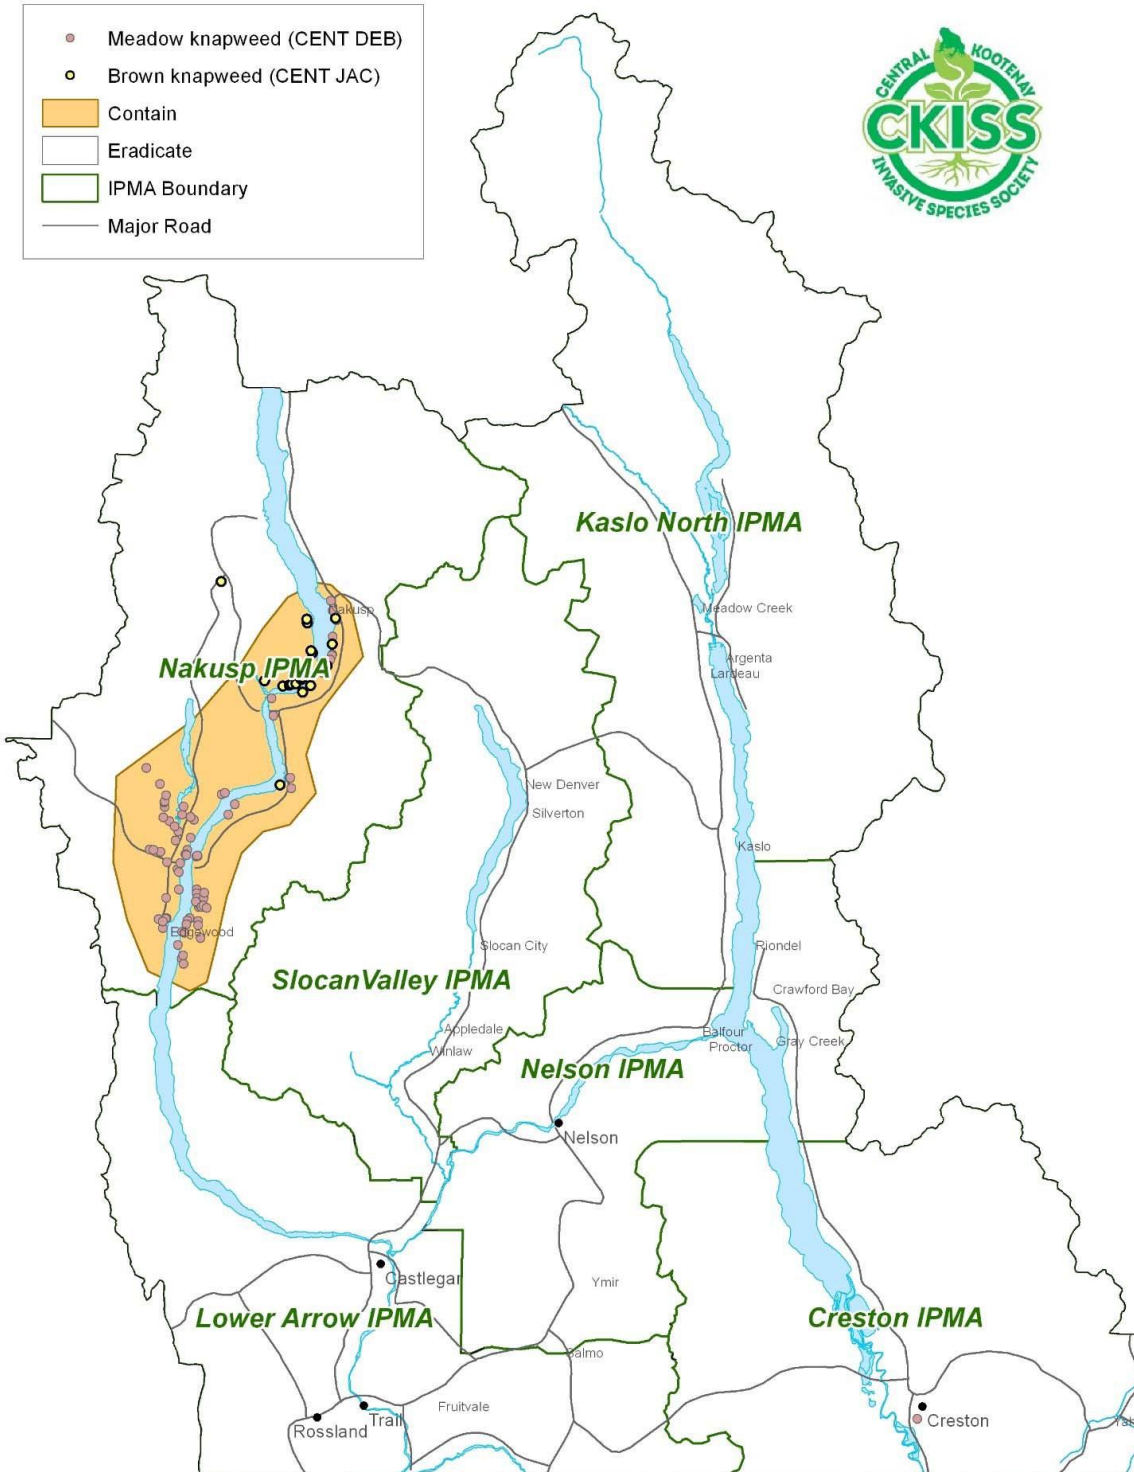 Meadow knapweed (CENT DEB)
Brown knapweed (CENT JAC)
Contain
Eradicate
IPMA Boundary
Major Road
CENTRAL KOOTENAY
CKISS
INVASIVE SPECIES SOCIETY
Kaslo North IPMA
Meadow Creek
Nakusp
Argenta
Lardeau
Nakusp IPMA
New Denver
Silverton
Kaslo
Edgewood
Slocan City
Riondel
SlocanValley IPMA
Crawford Bay
Appledale
Winlaw
Balfour
Proctor
Gray Creek
Nelson IPMA
Nelson
Castlegar
Ymir
Lower Arrow IPMA
Creston IPMA
Salmo
Fruitvale
Trail
Rossland
Creston